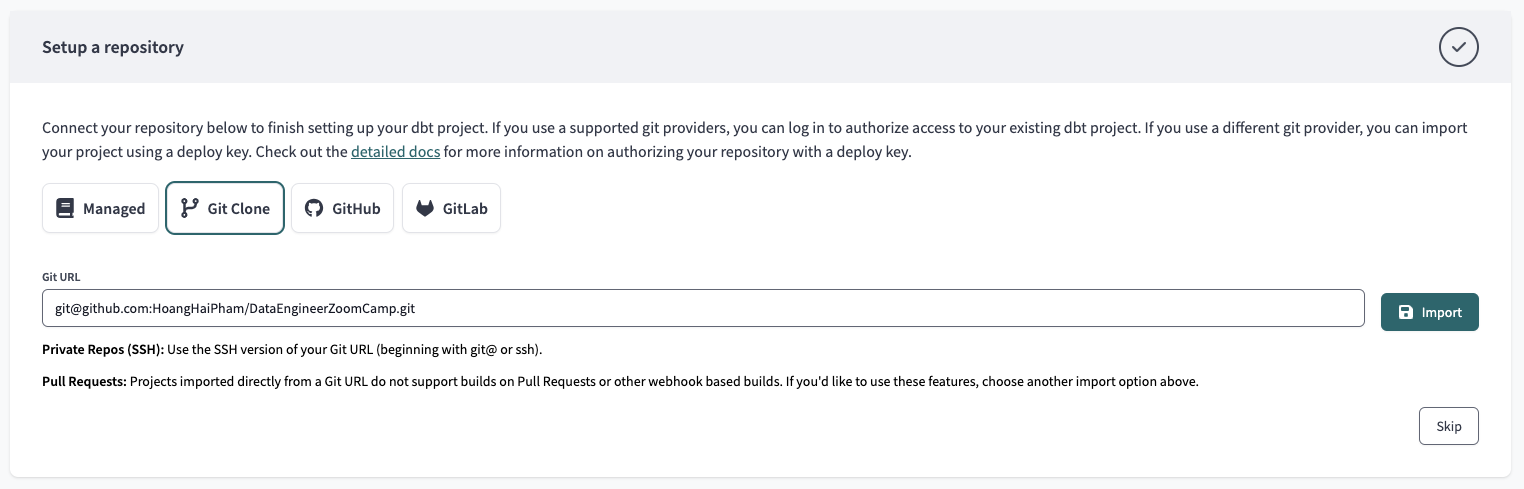 Setup a repository
Connect your repository below to finish setting up your dbt project. If you use a supported git providers, you can log in to authorize access to your existing dbt project. If you use a different git provider, you can import
your project using a deploy key. Check out the detailed docs for more information on authorizing your repository with a deploy key.
Managed Git Clone GitHub GitLab
Git URL
git@github.com:HoangHaiPham/DataEngineerZoomCamp.git
Import
Private Repos (SSH): Use the SSH version of your Git URL (beginning with git@ or ssh).
Pull Requests: Projects imported directly from a Git URL do not support builds on Pull Requests or other webhook based builds. If you'd like to use these features, choose another import option above.
Skip